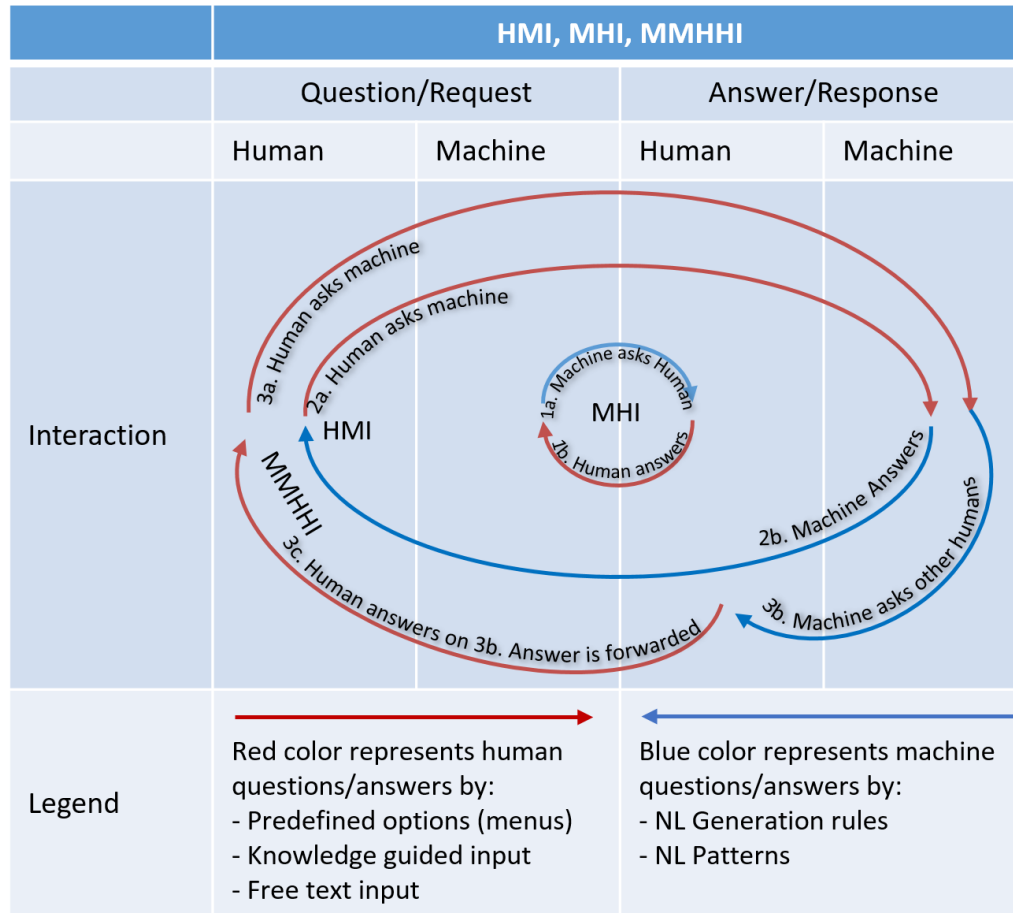 HMI, MHI, MMHHI
Question/Request
Answer/Response
Human
Machine
Human
Machine
Interaction
3a. Human asks machine
2a. Human asks machine
1a. Machine asks Human
MHI
1b. Human answers
HMI
MMHHI
2b. Machine Answers
3b. Machine asks other humans
3c. Human answers on 3b. Answer is forwarded
Legend
Red color represents human
questions/answers by:
- Predefined options (menus)
- Knowledge guided input
- Free text input
Blue color represents machine
questions/answers by:
- NL Generation rules
- NL Patterns